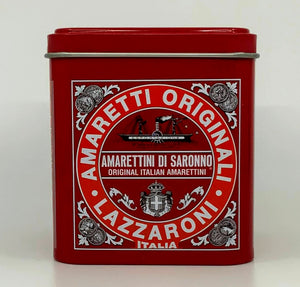 AMARETTI ORIGINALI
AMARETTINI DI SARONNO
ORIGINAL ITALIAN AMARETTINI
· LAZZARONI ·
ITALIA